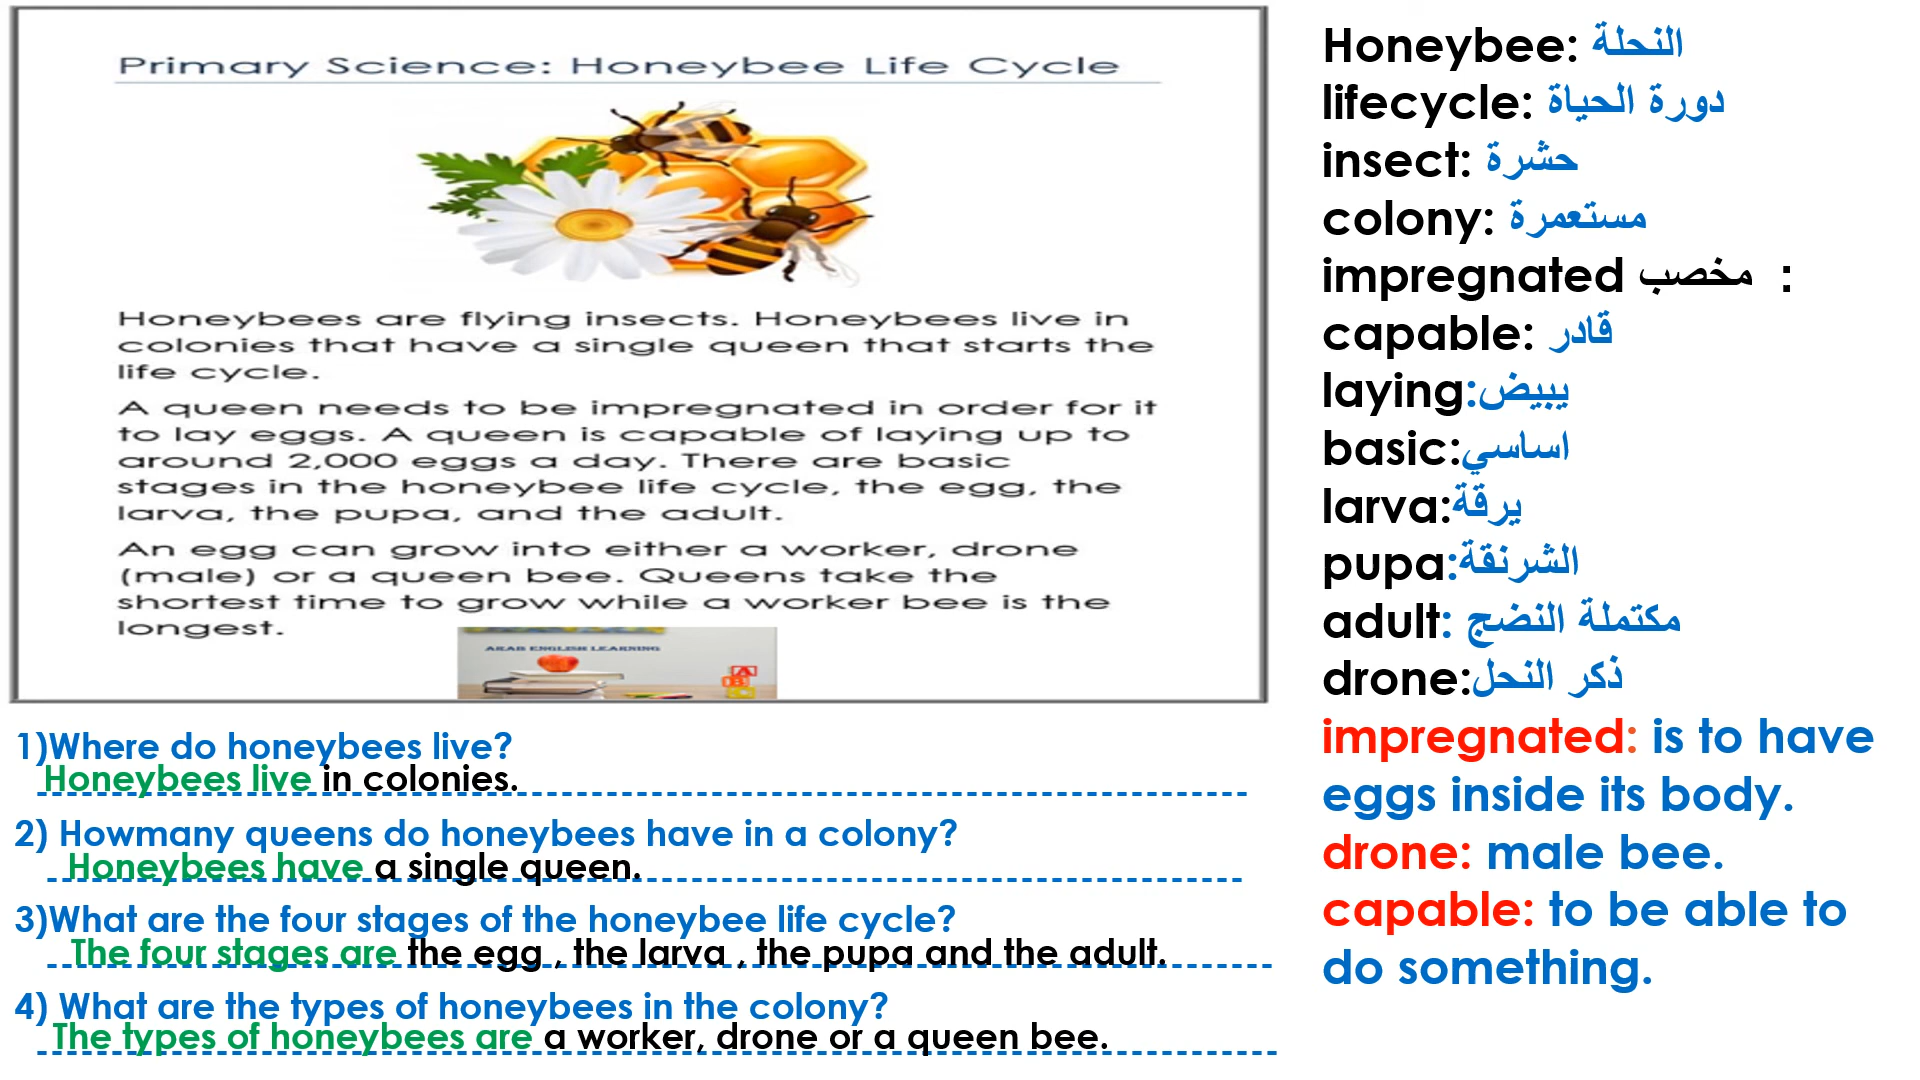 Primary Science: Honeybee Life Cycle
Honeybees are flying insects. Honeybees live in
colonies that have a single queen that starts the
life cycle.
A queen needs to be impregnated in order for it
to lay eggs. A queen is capable of laying up to
around 2,000 eggs a day. There are basic
stages in the honeybee life cycle, the egg, the
larva, the pupa, and the adult.
An egg can grow into either a worker, drone
(male) or a queen bee. Queens take the
shortest time to grow while a worker bee is the
longest.
ARAB ENGLISH LEARNING
A
B
1)Where do honeybees live?
Honeybees live in colonies.
2) Howmany queens do honeybees have in a colony?
Honeybees have a single queen.
3)What are the four stages of the honeybee life cycle?
The four stages are the egg , the larva , the pupa and the adult.
4) What are the types of honeybees in the colony?
The types of honeybees are a worker, drone or a queen bee.
Honeybee: النحلة
lifecycle: دورة الحياة
insect: حشرة
colony: مستعمرة
impregnated مخصب :
capable: قادر
laying:يبيض
basic:اساسي
larva:يرقة
pupa:الشرنقة
adult: مكتملة النضج
drone:ذكر النحل
impregnated: is to have
eggs inside its body.
drone: male bee.
capable: to be able to
do something.